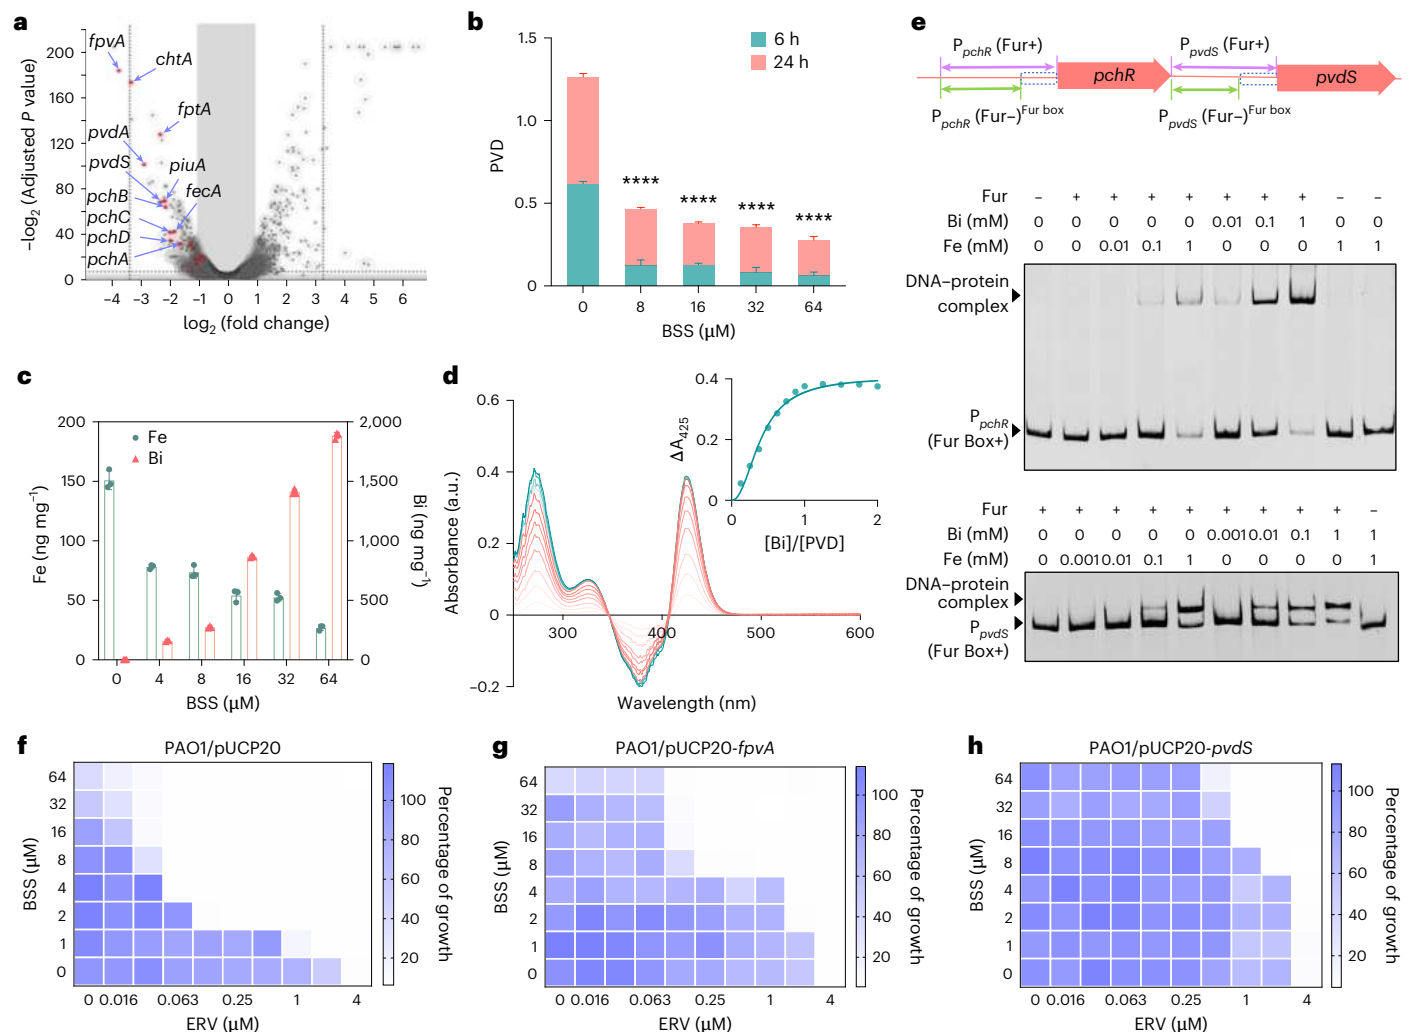 a
fpvA
chtA
fptA
pvdA
pvdS
piuA
pchB
fecA
pchC
pchD
pchA
−log2 (Adjusted P value)
200
160
120
80
40
0
−4 −3 −2 −1 0 1 2 3 4 5 6
log2 (fold change)
b
6 h
24 h
PVD
1.5
1.0
0.5
0
**** **** **** ****
0 8 16 32 64
BSS (μM)
c
Fe
Bi
Fe (ng mg−1)
200
150
100
50
0
Bi (ng mg−1)
2,000
1,500
1,000
500
0
0 4 8 16 32 64
BSS (μM)
d
Absorbance (a.u.)
0.6
0.4
0.2
0
−0.2
300 400 500 600
Wavelength (nm)
ΔA425
0.4
0.2
0
0 1 2
[Bi]/[PVD]
e
PpchR (Fur+) PpvdS (Fur+)
pchR pvdS
PpchR (Fur−)Fur box PpvdS (Fur−)Fur box
Fur − + + + + + + + − −
Bi (mM) 0 0 0 0 0 0.01 0.1 1 0 0
Fe (mM) 0 0 0.01 0.1 1 0 0 0 1 1
DNA–protein
complex
PpchR
(Fur Box+)
Fur + + + + + + + + + −
Bi (mM) 0 0 0 0 0 0.001 0.01 0.1 1 1
Fe (mM) 0 0.001 0.01 0.1 1 0 0 0 0 1
DNA–protein
complex
PpvdS
(Fur Box+)
f
PAO1/pUCP20
BSS (μM)
64
32
16
8
4
2
1
0
0 0.016 0.063 0.25 1 4
ERV (μM)
100
80
60
40
20
Percentage of growth
g
PAO1/pUCP20-fpvA
BSS (μM)
64
32
16
8
4
2
1
0
0 0.016 0.063 0.25 1 4
ERV (μM)
100
80
60
40
20
Percentage of growth
h
PAO1/pUCP20-pvdS
BSS (μM)
64
32
16
8
4
2
1
0
0 0.016 0.063 0.25 1 4
ERV (μM)
100
80
60
40
20
Percentage of growth